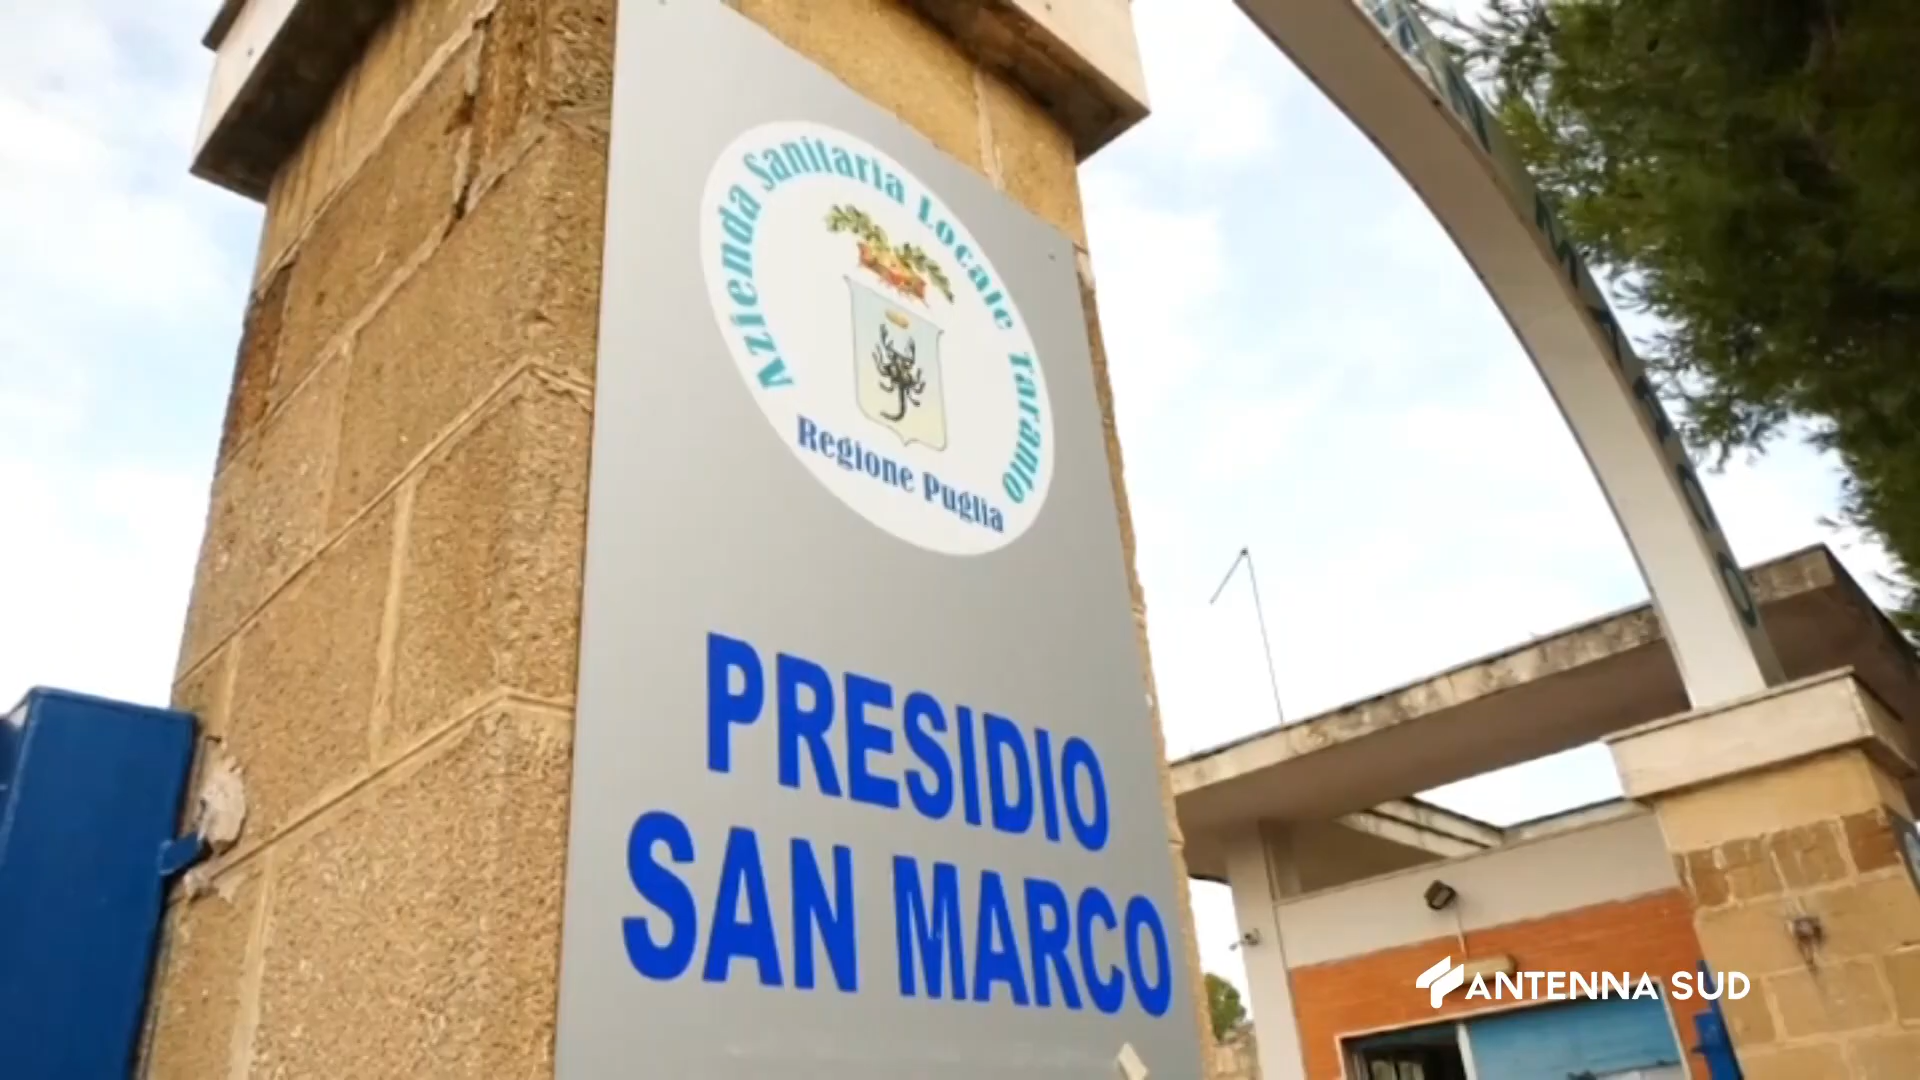 Azienda Sanitaria Locale Taranto
Regione Puglia
PRESIDIO
SAN MARCO
ANTENNA SUD